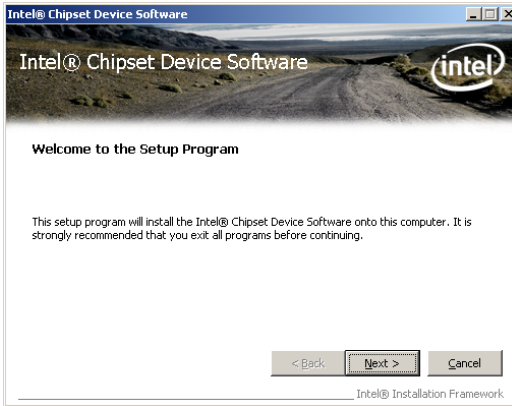 Intel® Chipset Device Software
Intel® Chipset Device Software
intel
Welcome to the Setup Program
This setup program will install the Intel® Chipset Device Software onto this computer. It is
strongly recommended that you exit all programs before continuing.
< Back
Next >
Cancel
Intel® Installation Framework